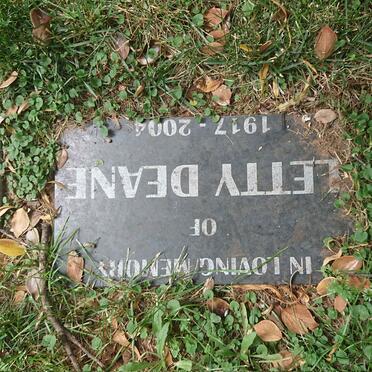 IN LOVING MEMORY
OF
LETTY DEANE
1917 - 2004